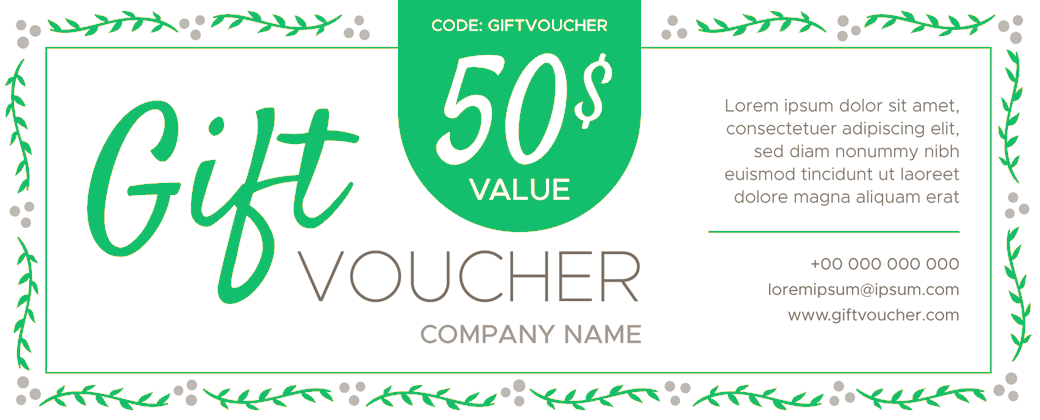 CODE: GIFTVOUCHER
50$
VALUE
Gift
VOUCHER
COMPANY NAME
Lorem ipsum dolor sit amet,
consectetuer adipiscing elit,
sed diam nonummy nibh
euismod tincidunt ut laoreet
dolore magna aliquam erat
+00 000 000 000
loremipsum@ipsum.com
www.giftvoucher.com